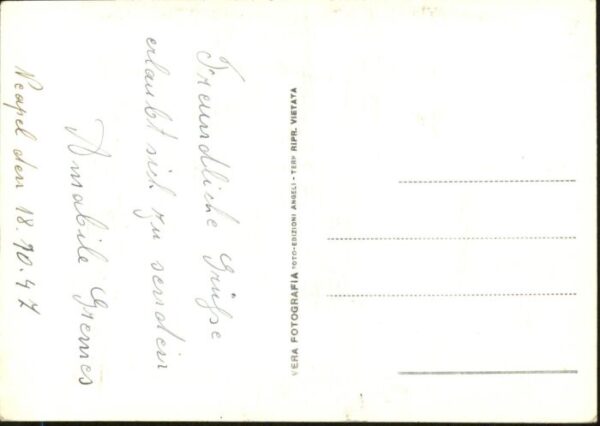 Neapel den 18.10.47
Freundliche Grüße
erlaubt sich zu senden
Amabile Gremes
VERA FOTOGRAFIA FOTO-EDIZIONI ANGELI - TERNI RIPR. VIETATA